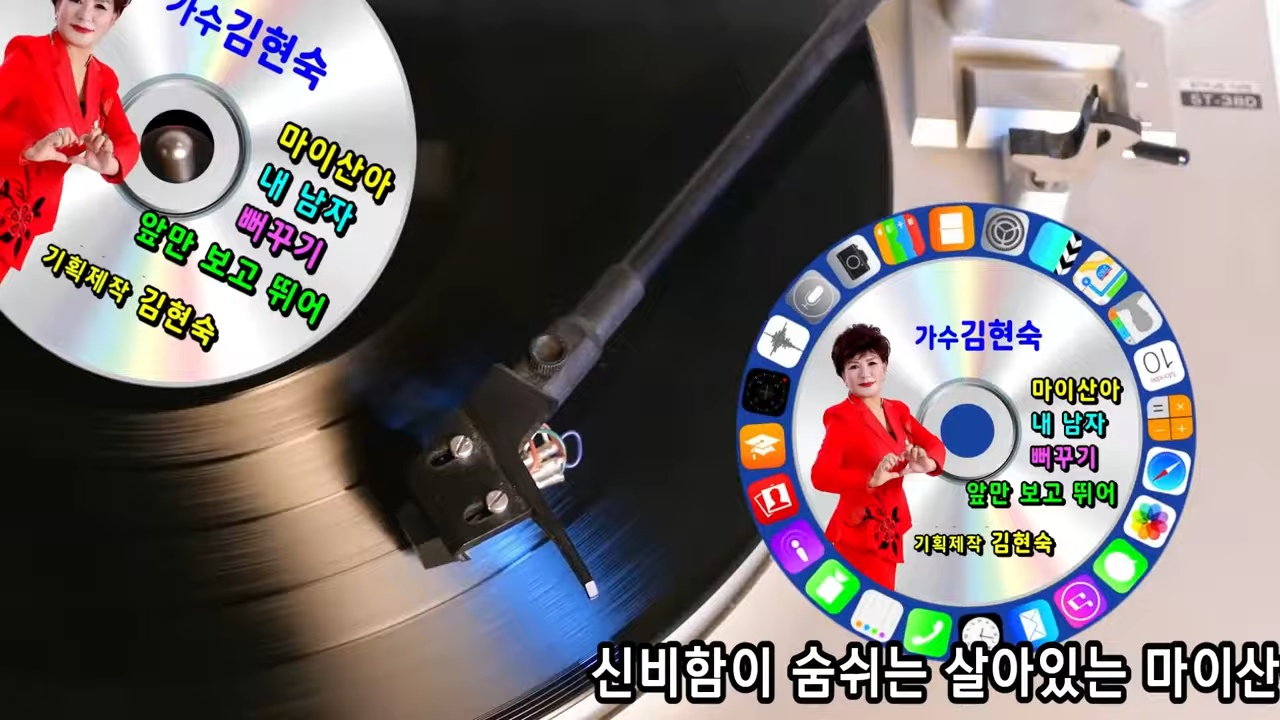 가수김현숙
마이산아
내 남자
뻐꾸기
앞만 보고 뛰어
기획제작 김현숙
ST-38D
가수김현숙
마이산아
내 남자
뻐꾸기
앞만 보고 뛰어
기획제작 김현숙
10
신비함이 숨쉬는 살아있는 마이산